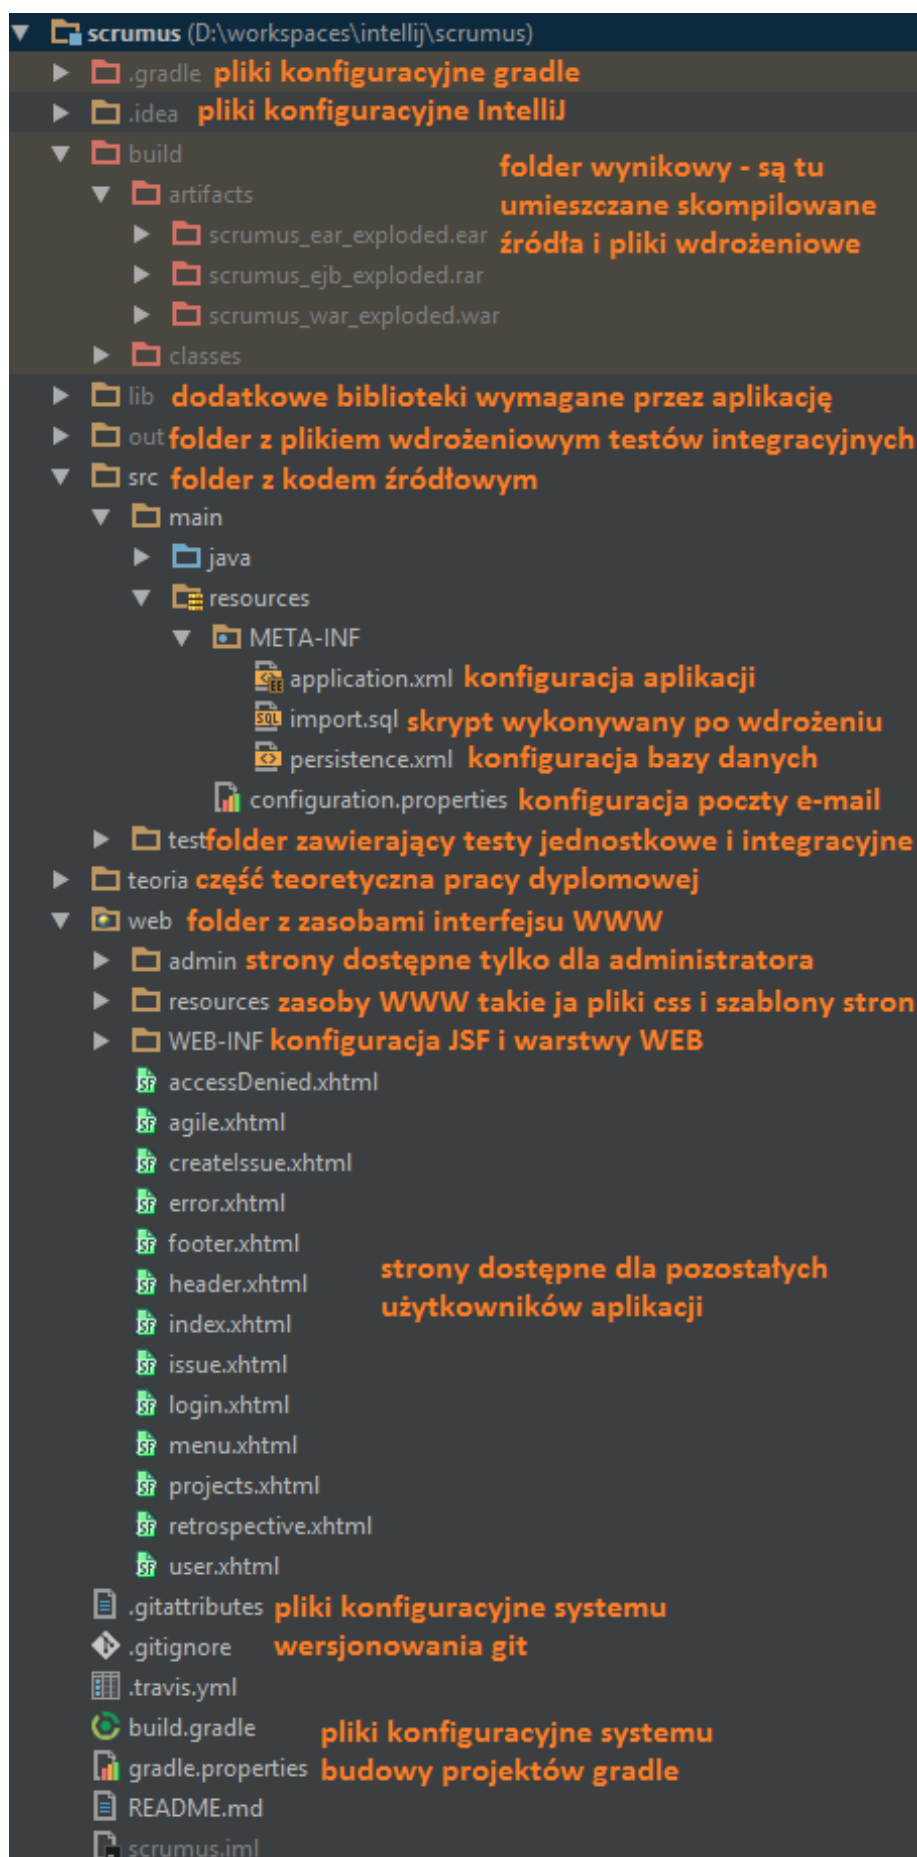 scrumus (D:\workspaces\intellij\scrumus)
.gradle pliki konfiguracyjne gradle
.idea pliki konfiguracyjne IntelliJ
build
folder wynikowy - są tu
artifacts
umieszczane skompilowane
scrumus_ear_exploded.ear
źródła i pliki wdrożeniowe
scrumus_ejb_exploded.rar
scrumus_war_exploded.war
classes
lib dodatkowe biblioteki wymagane przez aplikację
out folder z plikiem wdrożeniowym testów integracyjnych
src folder z kodem źródłowym
main
java
resources
META-INF
application.xml konfiguracja aplikacji
import.sql skrypt wykonywany po wdrożeniu
persistence.xml konfiguracja bazy danych
configuration.properties konfiguracja poczty e-mail
test folder zawierający testy jednostkowe i integracyjne
teoria część teoretyczna pracy dyplomowej
web folder z zasobami interfejsu WWW
admin strony dostępne tylko dla administratora
resources zasoby WWW takie ja pliki css i szablony stron
WEB-INF konfiguracja JSF i warstwy WEB
accessDenied.xhtml
agile.xhtml
createIssue.xhtml
error.xhtml
footer.xhtml
strony dostępne dla pozostałych
header.xhtml
użytkowników aplikacji
index.xhtml
issue.xhtml
login.xhtml
menu.xhtml
projects.xhtml
retrospective.xhtml
user.xhtml
.gitattributes pliki konfiguracyjne systemu
.gitignore wersjonowania git
.travis.yml
build.gradle pliki konfiguracyjne systemu
gradle.properties budowy projektów gradle
README.md
scrumus.iml